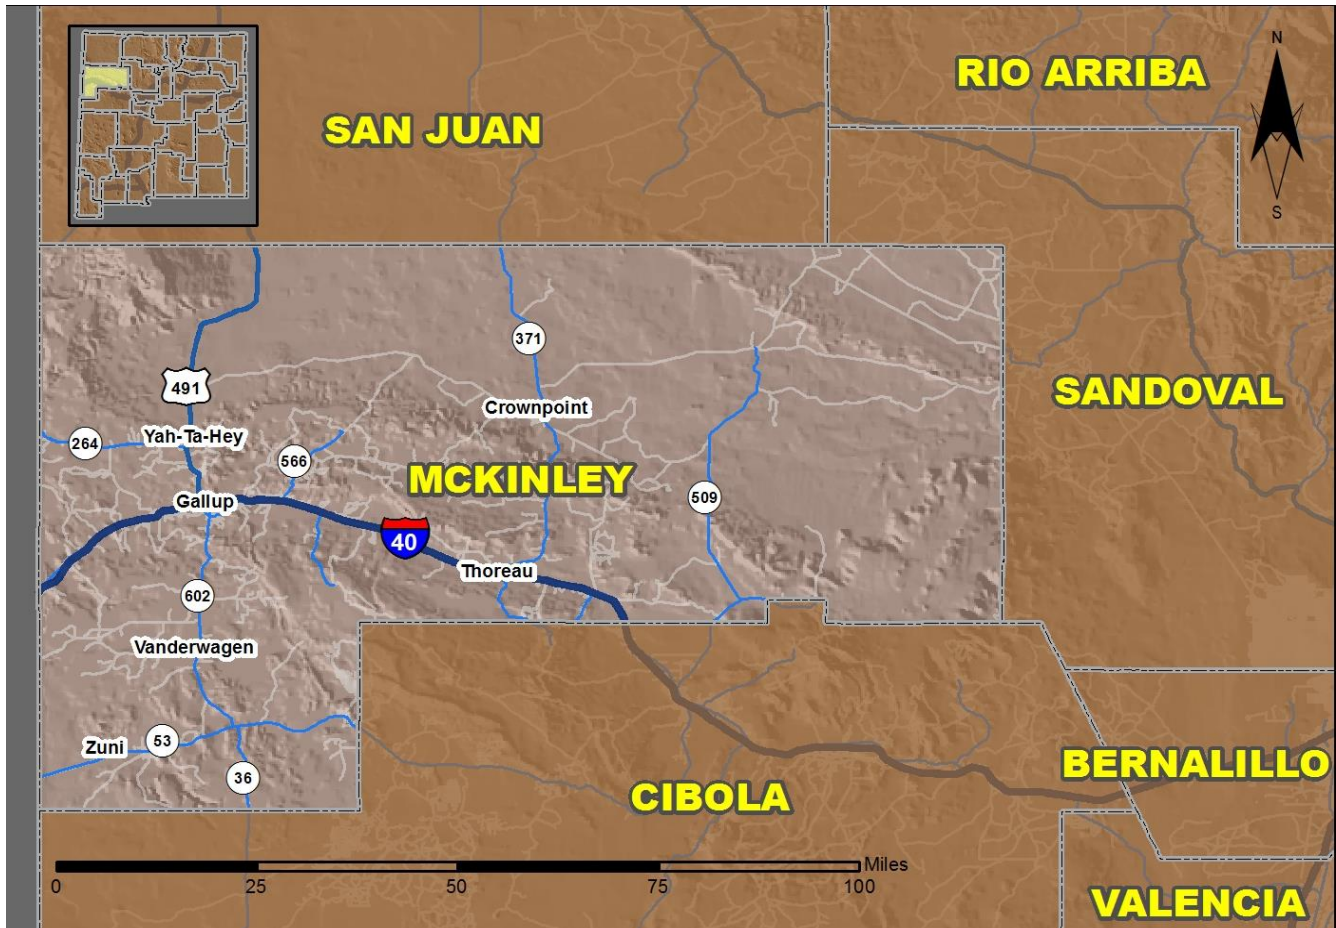 N
RIO ARRIBA
SAN JUAN
S
371
491
SANDOVAL
Crownpoint
264
Yah-Ta-Hey
566
MCKINLEY
509
Gallup
40
Thoreau
602
Vanderwagen
53
Zuni
36
BERNALILLO
CIBOLA
Miles
0 25 50 75 100
VALENCIA